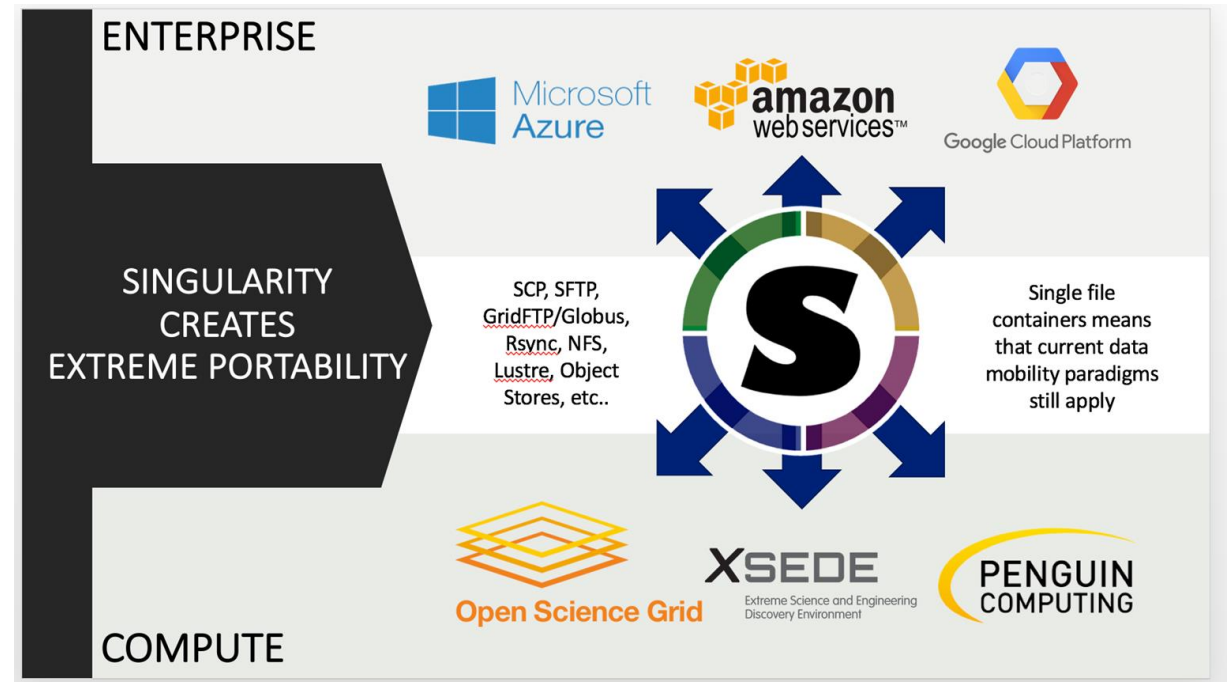 ENTERPRISE
Microsoft
Azure
amazon
webservices™
Google Cloud Platform
SINGULARITY
CREATES
EXTREME PORTABILITY
SCP, SFTP,
GridFTP/Globus,
Rsync, NFS,
Lustre, Object
Stores, etc..
S
Single file
containers means
that current data
mobility paradigms
still apply
Open Science Grid
XSEDE
Extreme Science and Engineering
Discovery Environment
PENGUIN
COMPUTING
COMPUTE